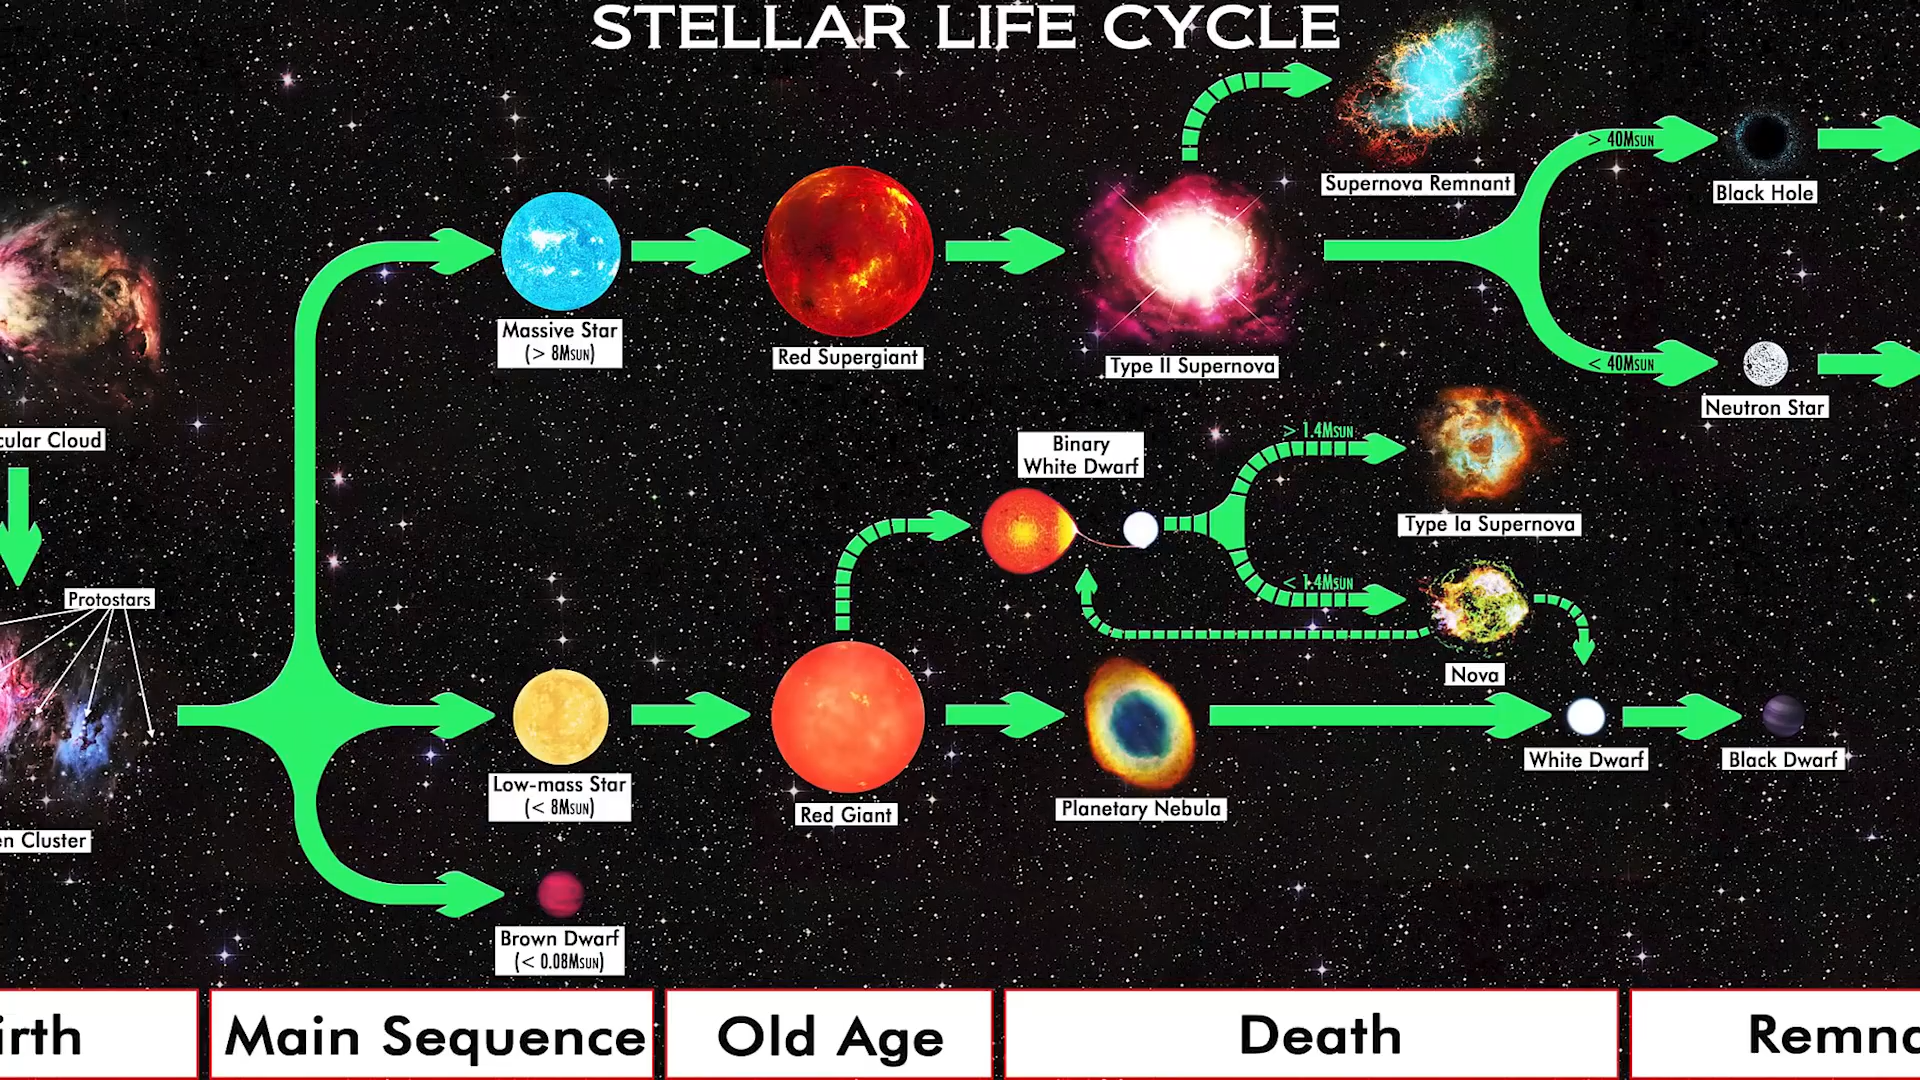 STELLAR LIFE CYCLE
Supernova Remnant
> 40MSUN
Black Hole
Massive Star
(> 8MSUN)
Red Supergiant
Type II Supernova
< 40MSUN
Neutron Star
cular Cloud
Binary
White Dwarf
> 1.4MSUN
Type Ia Supernova
Protostars
< 1.4MSUN
Nova
White Dwarf
Black Dwarf
Low-mass Star
(< 8MSUN)
Red Giant
Planetary Nebula
en Cluster
Brown Dwarf
(< 0.08MSUN)
irth
Main Sequence
Old Age
Death
Remna